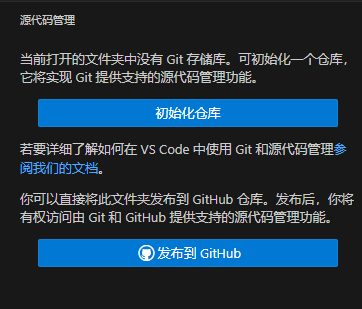 源代码管理
当前打开的文件夹中没有 Git 存储库。可初始化一个仓库，
它将实现 Git 提供支持的源代码管理功能。
初始化仓库
若要详细了解如何在 VS Code 中使用 Git 和源代码管理参
阅我们的文档。
你可以直接将此文件夹发布到 GitHub 仓库。发布后，你将
有权访问由 Git 和 GitHub 提供支持的源代码管理功能。
发布到 GitHub